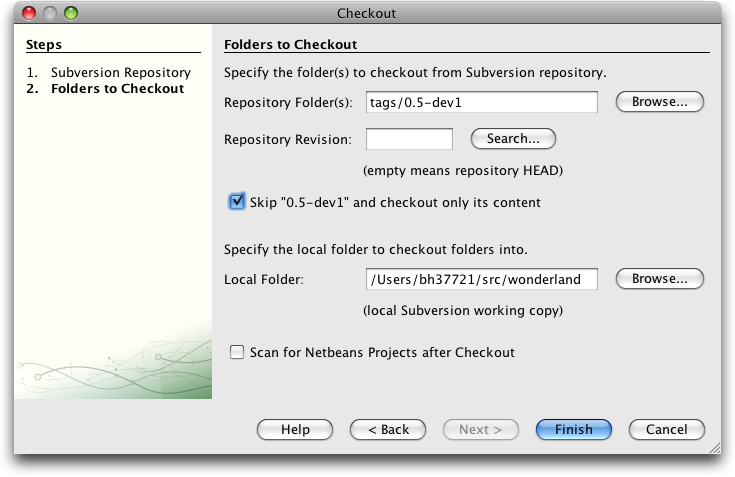 Checkout
Steps
1. Subversion Repository
2. Folders to Checkout
Folders to Checkout
Specify the folder(s) to checkout from Subversion repository.
Repository Folder(s): tags/0.5-dev1 Browse...
Repository Revision: Search...
(empty means repository HEAD)
Skip "0.5-dev1" and checkout only its content
Specify the local folder to checkout folders into.
Local Folder: /Users/bh37721/src/wonderland Browse...
(local Subversion working copy)
Scan for Netbeans Projects after Checkout
Help < Back Next > Finish Cancel